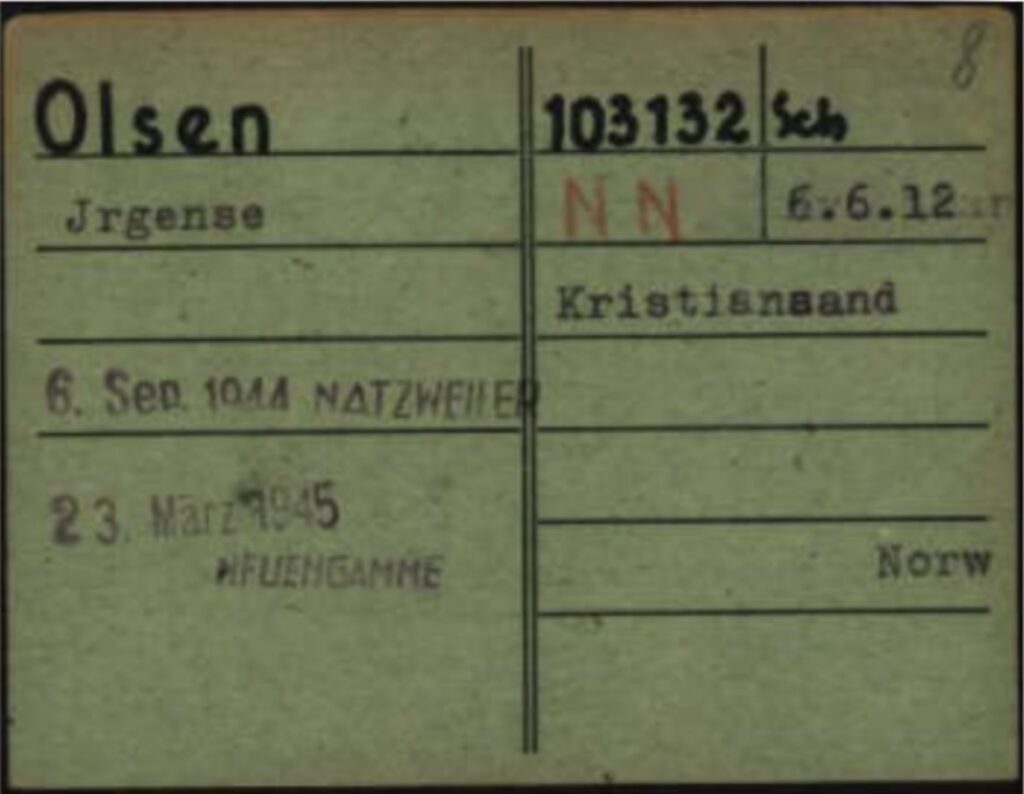 8
Olsen 103132 Sch
Jrgense NN 6.6.12
Kristiansand
6. Sep. 1944 NATZWEILER
23. März 1945
NEUENGAMME
Norw